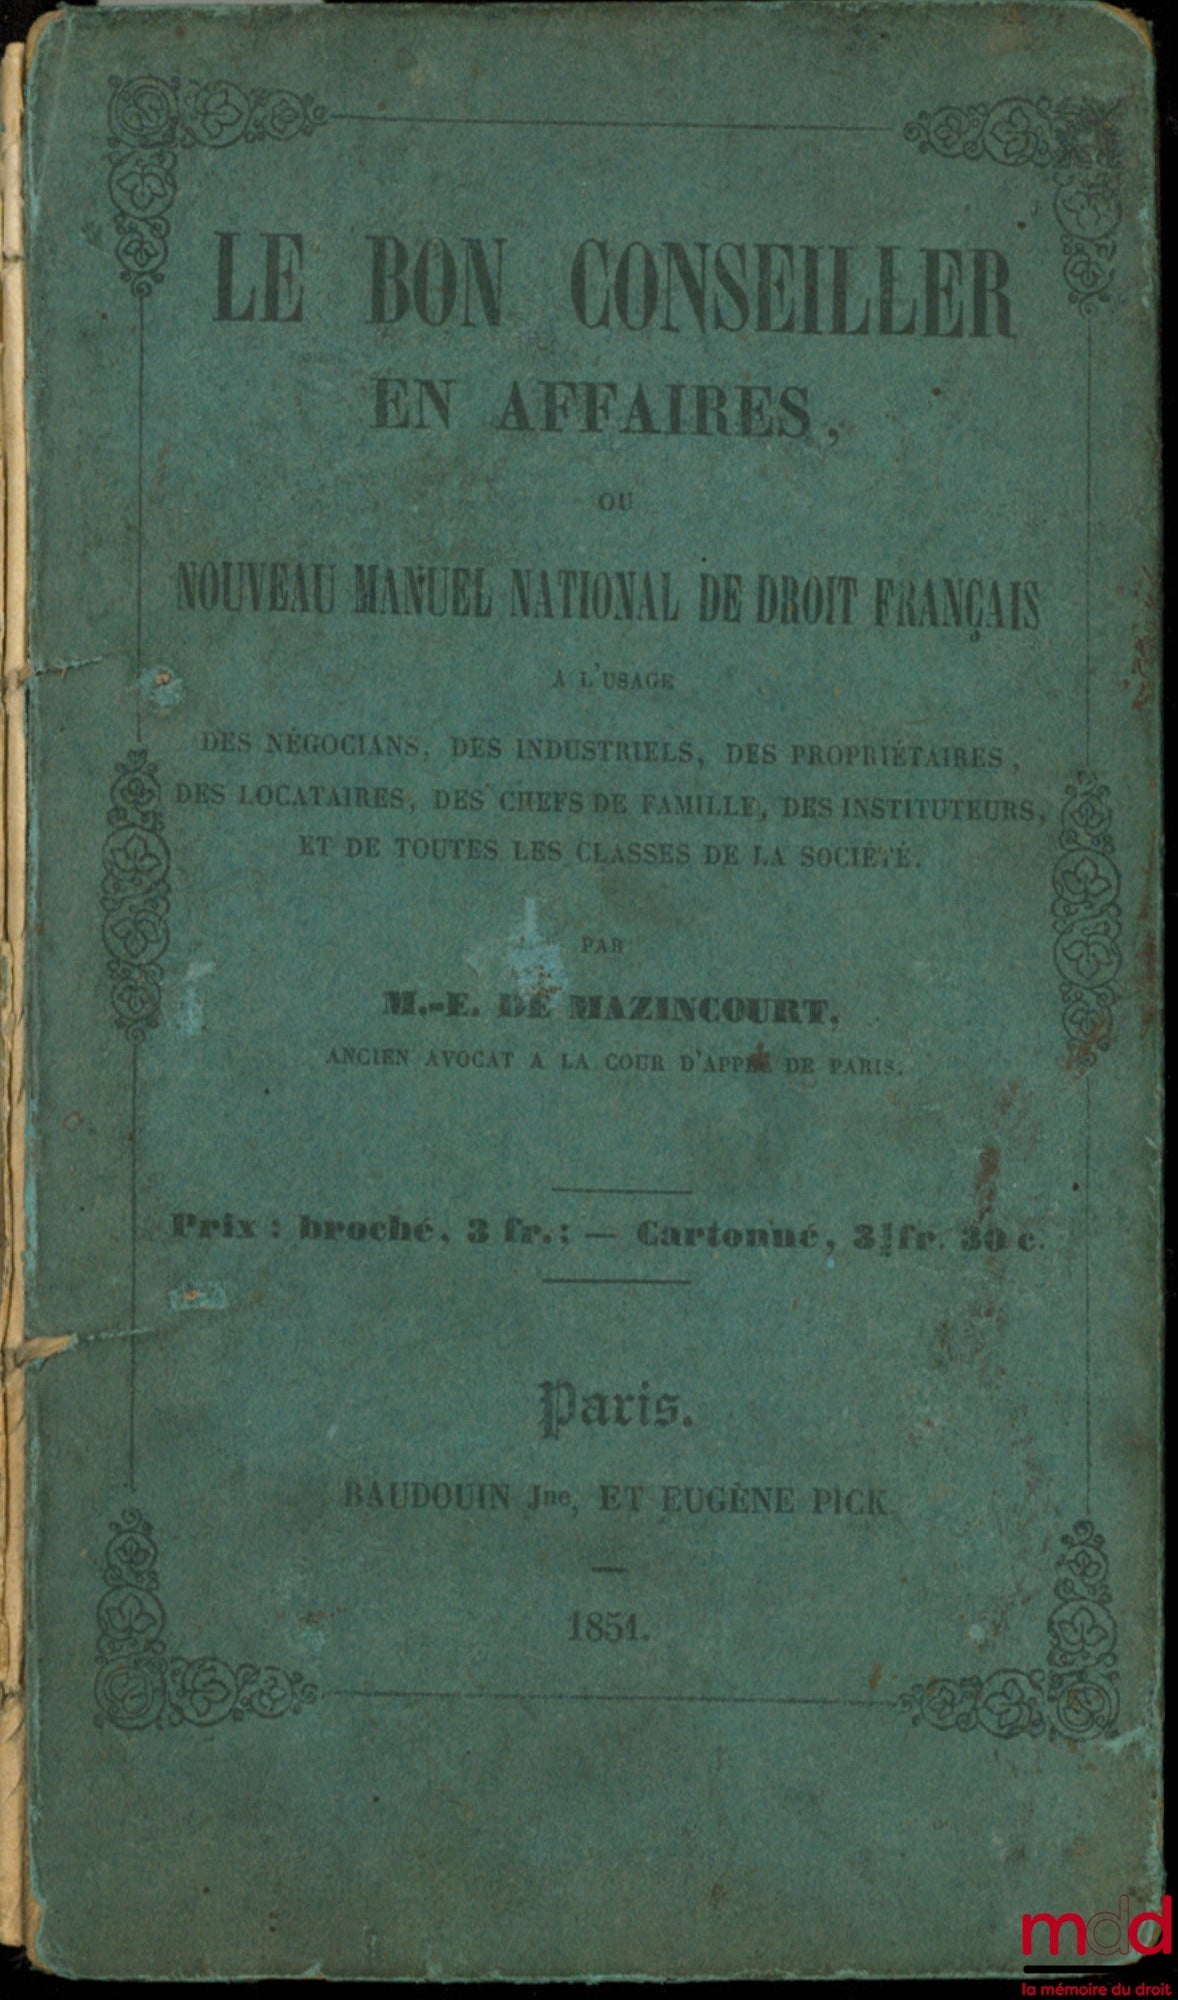 LE BON CONSEILLER
EN AFFAIRES,
OU
NOUVEAU MANUEL NATIONAL DE DROIT FRANÇAIS
A L'USAGE
DES NÉGOCIANS, DES INDUSTRIELS, DES PROPRIÉTAIRES,
DES LOCATAIRES, DES CHEFS DE FAMILLE, DES INSTITUTEURS,
ET DE TOUTES LES CLASSES DE LA SOCIÉTÉ.
PAR
M.-E. DE MAZINCOURT,
ANCIEN AVOCAT A LA COUR D'APPEL DE PARIS.
Prix : broché, 3 fr.; — Cartonné, 3 fr. 30 c.
Paris.
BAUDOUIN Jne, ET EUGÈNE PICK.
1851.
mdd
la mémoire du droit